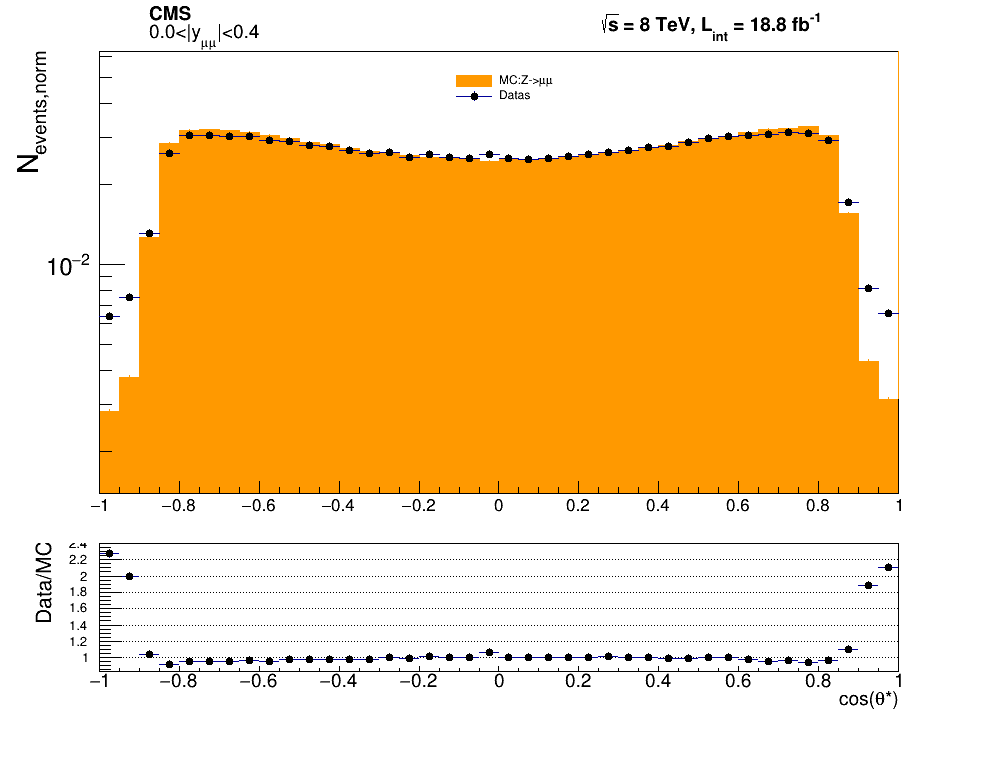 CMS
0.0<|y_μμ|<0.4
√s = 8 TeV, L_int = 18.8 fb^-1
N_events,norm
MC:Z->μμ
Datas
10^−2
−1 −0.8 −0.6 −0.4 −0.2 0 0.2 0.4 0.6 0.8 1
Data/MC
2.4
2.2
2
1.8
1.6
1.4
1.2
1
−1 −0.8 −0.6 −0.4 −0.2 0 0.2 0.4 0.6 0.8 1
cos(θ*)